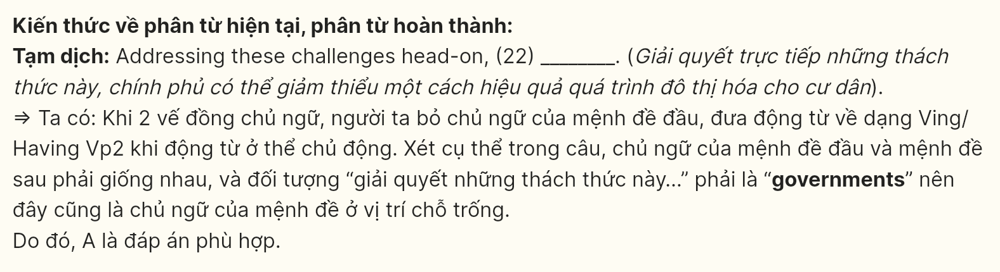 Kiến thức về phân từ hiện tại, phân từ hoàn thành:
Tạm dịch: Addressing these challenges head-on, (22) ________. (Giải quyết trực tiếp những thách
thức này, chính phủ có thể giảm thiểu một cách hiệu quả quá trình đô thị hóa cho cư dân).
⇒ Ta có: Khi 2 vế đồng chủ ngữ, người ta bỏ chủ ngữ của mệnh đề đầu, đưa động từ về dạng Ving/
Having Vp2 khi động từ ở thể chủ động. Xét cụ thể trong câu, chủ ngữ của mệnh đề đầu và mệnh đề
sau phải giống nhau, và đối tượng “giải quyết những thách thức này...” phải là “governments” nên
đây cũng là chủ ngữ của mệnh đề ở vị trí chỗ trống.
Do đó, A là đáp án phù hợp.